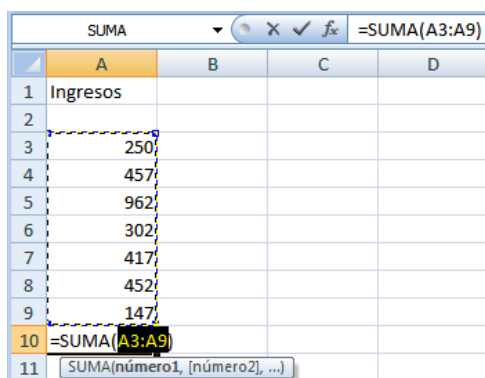 SUMA fx =SUMA(A3:A9)
A B C D
1 Ingresos
2
3 250
4 457
5 962
6 302
7 417
8 452
9 147
10 =SUMA(A3:A9)
11 SUMA(número1, [número2], ...)